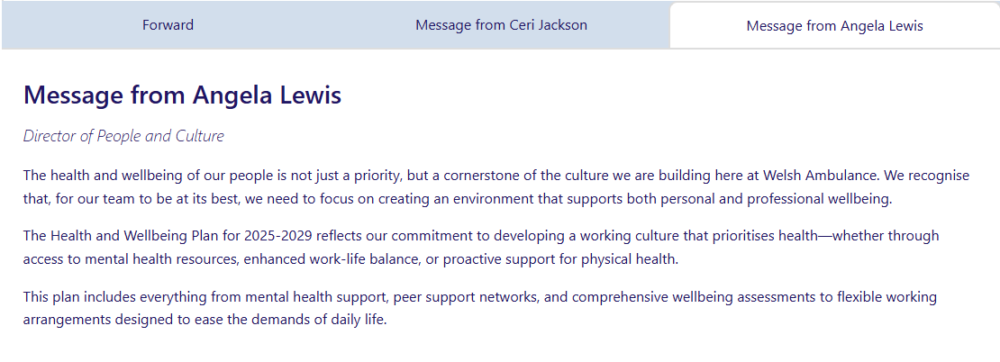 Forward
Message from Ceri Jackson
Message from Angela Lewis
Message from Angela Lewis
Director of People and Culture
The health and wellbeing of our people is not just a priority, but a cornerstone of the culture we are building here at Welsh Ambulance. We recognise
that, for our team to be at its best, we need to focus on creating an environment that supports both personal and professional wellbeing.
The Health and Wellbeing Plan for 2025-2029 reflects our commitment to developing a working culture that prioritises health—whether through
access to mental health resources, enhanced work-life balance, or proactive support for physical health.
This plan includes everything from mental health support, peer support networks, and comprehensive wellbeing assessments to flexible working
arrangements designed to ease the demands of daily life.